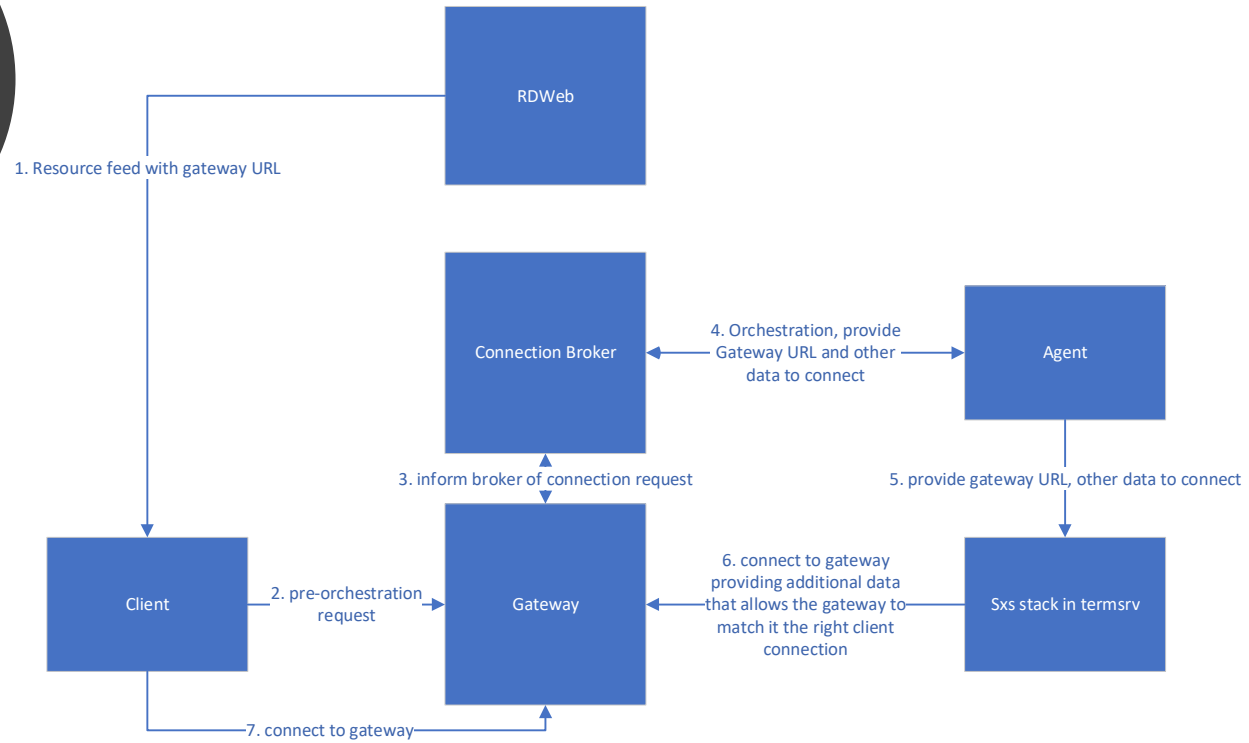 RDWeb
1. Resource feed with gateway URL
Connection Broker
4. Orchestration, provide
Gateway URL and other
data to connect
Agent
3. inform broker of connection request
5. provide gateway URL, other data to connect
Client
2. pre-orchestration
request
Gateway
6. connect to gateway
providing additional data
that allows the gateway to
match it the right client
connection
Sxs stack in termsrv
7. connect to gateway